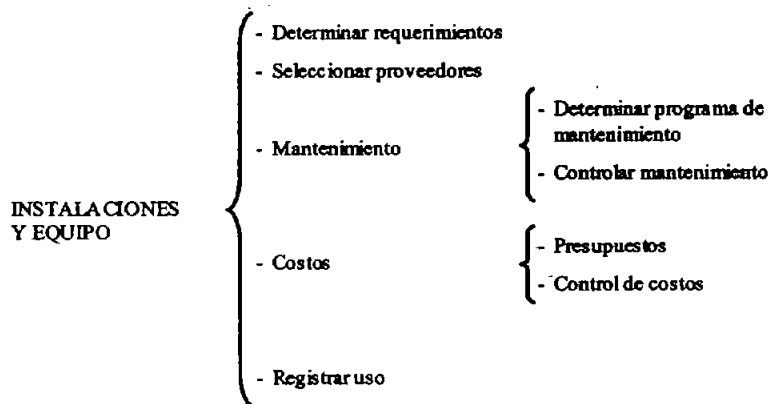 - Determinar requerimientos
- Seleccionar proveedores
- Mantenimiento
- Determinar programa de
mantenimiento
- Controlar mantenimiento
INSTALACIONES
Y EQUIPO
- Costos
- Presupuestos
- Control de costos
- Registrar uso